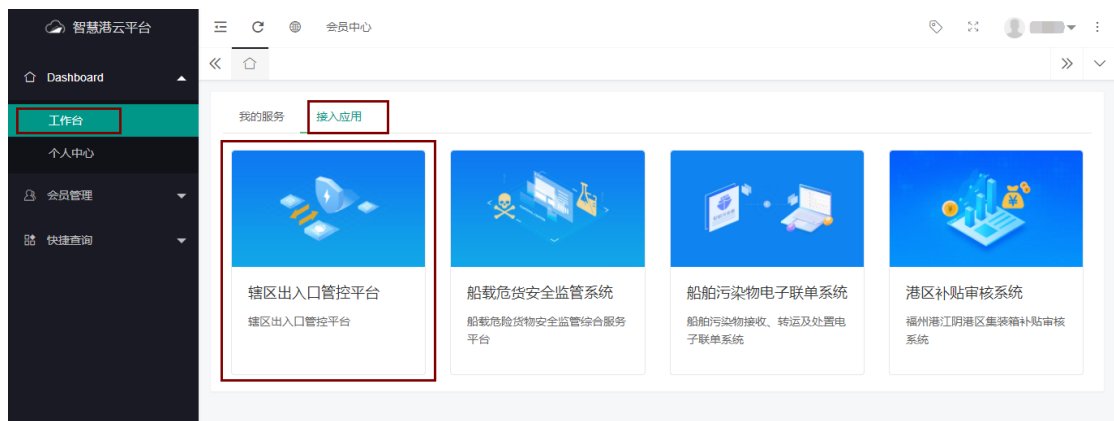 智慧港云平台
会员中心
Dashboard
工作台
个人中心
会员管理
快捷查询
我的服务
接入应用
辖区出入口管控平台
辖区出入口管控平台
船载危货安全监管系统
船载危险货物安全监管综合服务
平台
船舶污染物电子联单系统
船舶污染物接收、转运及处置电
子联单系统
港区补贴审核系统
福州港江阴港区集装箱补贴审核
系统